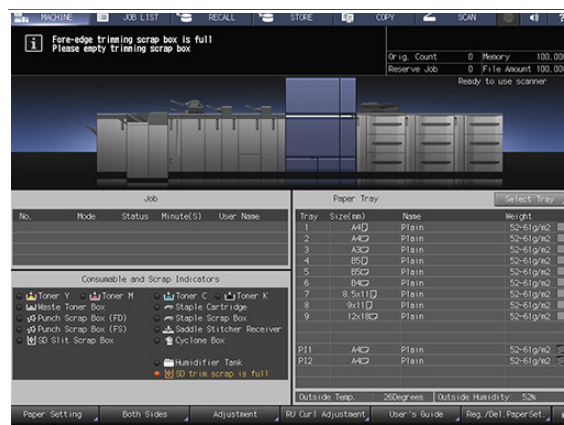 MACHINE JOB LIST RECALL STORE COPY SCAN
Fore-edge trimming scrap box is full
Please empty trimming scrap box
Orig. Count 0 Memory 100.00
Reserve Job 0 File Amount 100.00
Ready to use scanner
Job
No. Mode Status Minute(S) User Name
Consumable and Scrap Indicators
Toner Y Toner M Toner C Toner K
Waste Toner Box Staple Cartridge
Punch Scrap Box (FD) Staple Scrap Box
Punch Scrap Box (FS) Saddle Stitcher Receiver
SD Slit Scrap Box Cyclone Box
Humidifier Tank
SD trim scrap is full
Paper Tray Select Tray
Tray Size(mm) Name Weight
1 A4 Plain 52-61g/m2
2 A4 Plain 52-61g/m2
3 A3 Plain 52-61g/m2
4 B5 Plain 52-61g/m2
5 B5 Plain 52-61g/m2
6 B4 Plain 52-61g/m2
7 8.5x11 Plain 52-61g/m2
8 9x11 Plain 52-61g/m2
9 12x18 Plain 52-61g/m2
PI1 A4 Plain 52-61g/m2
PI2 A4 Plain 52-61g/m2
Outside Temp. : 26Degrees Outside Humidity: 52%
Paper Setting Both Sides Adjustment RU Curl Adjustment User's Guide Reg./Del.PaperSet.